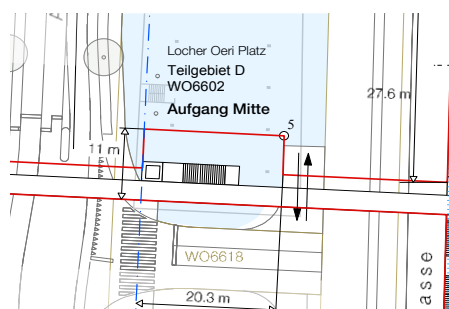 Locher Oeri Platz
Teilgebiet D
WO6602
Aufgang Mitte
27.6 m
5
11 m
WO6618
20.3 m
asse